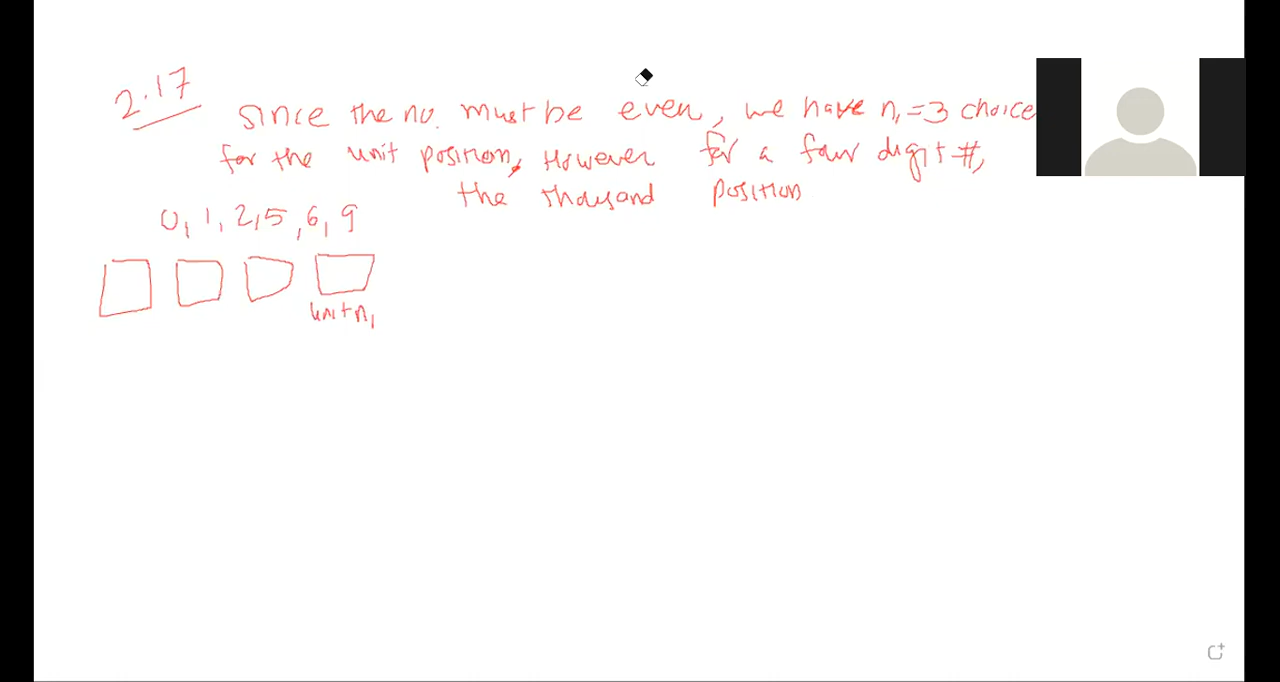 2.17
Since the no. must be even, we have n₁=3 choice
for the unit position, However for a four digit #,
the thousand position
0, 1, 2, 5, 6, 9
unit n₁